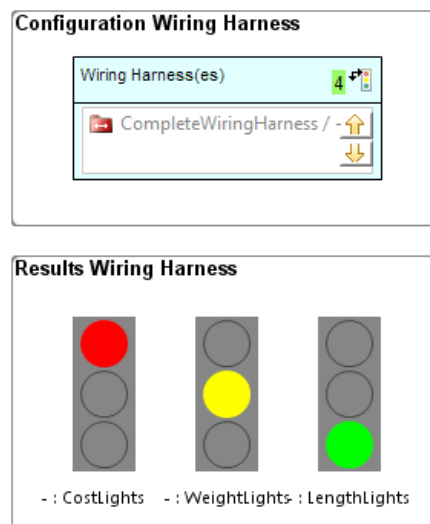 Configuration Wiring Harness
Wiring Harness(es)
4
CompleteWiringHarness / -
Results Wiring Harness
- : CostLights - : WeightLights - : LengthLights